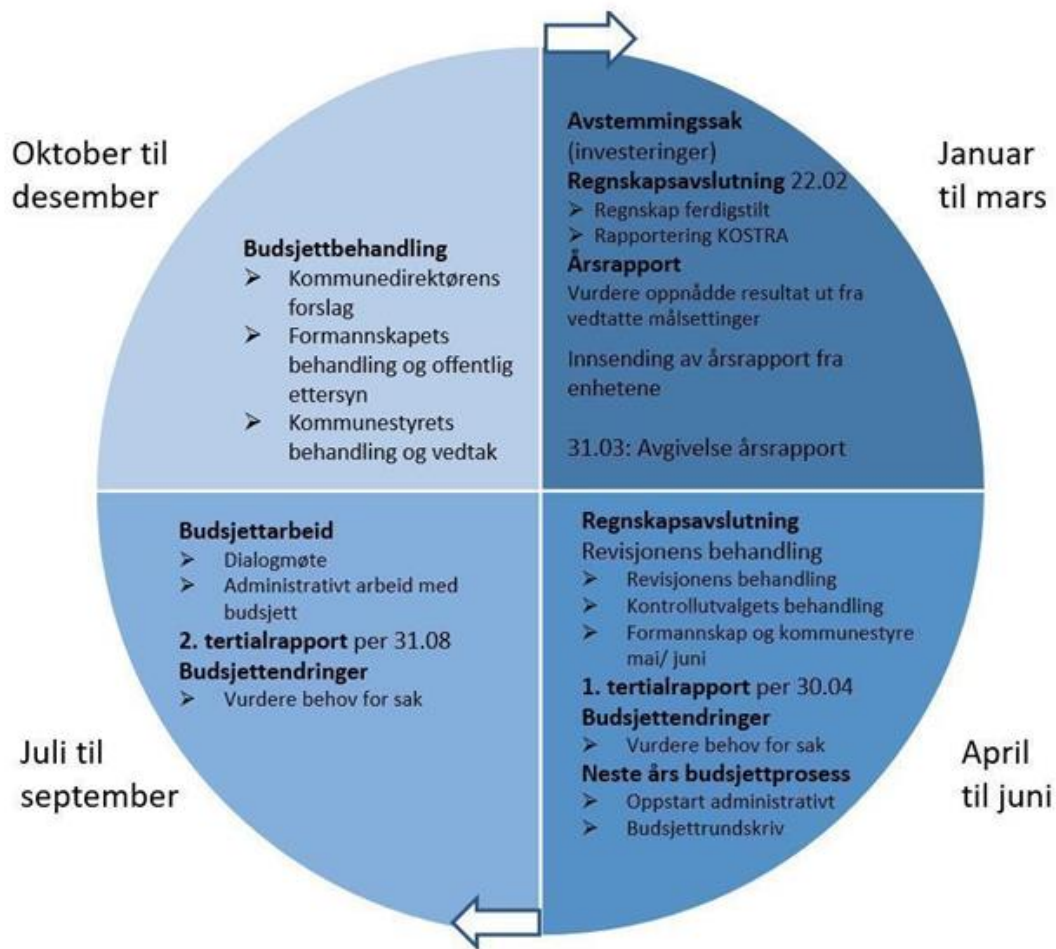 Oktober til
desember
Budsjettbehandling
➢ Kommunedirektørens
forslag
➢ Formannskapets
behandling og offentlig
ettersyn
➢ Kommunestyrets
behandling og vedtak
Januar
til mars
Avstemmingssak
(investeringer)
Regnskapsavslutning 22.02
➢ Regnskap ferdigstilt
➢ Rapportering KOSTRA
Årsrapport
Vurdere oppnådde resultat ut fra
vedtatte målsettinger
Innsending av årsrapport fra
enhetene
31.03: Avgivelse årsrapport
Juli til
september
Budsjettarbeid
➢ Dialogmøte
➢ Administrativt arbeid med
budsjett
2. tertialrapport per 31.08
Budsjettendringer
➢ Vurdere behov for sak
April
til juni
Regnskapsavslutning
Revisjonens behandling
➢ Revisjonens behandling
➢ Kontrollutvalgets behandling
➢ Formannskap og kommunestyre
mai/ juni
1. tertialrapport per 30.04
Budsjettendringer
➢ Vurdere behov for sak
Neste års budsjettprosess
➢ Oppstart administrativt
➢ Budsjettrundskriv